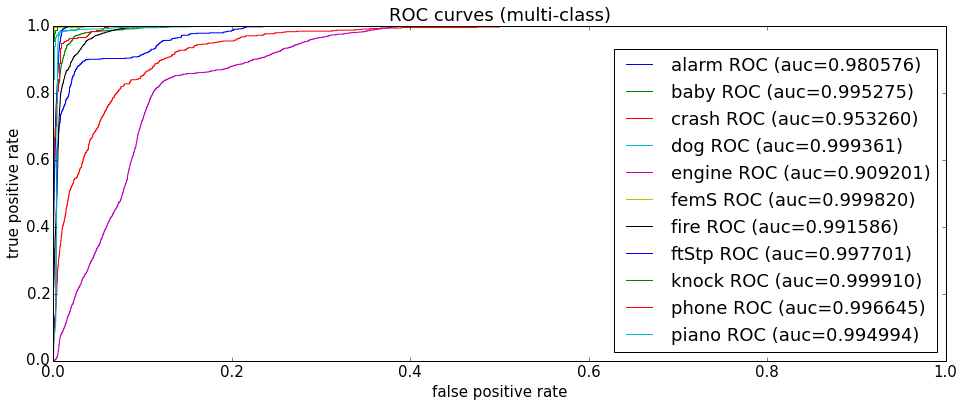 ROC curves (multi-class)
1.0
0.8
0.6
0.4
0.2
0.0
true positive rate
alarm ROC (auc=0.980576)
baby ROC (auc=0.995275)
crash ROC (auc=0.953260)
dog ROC (auc=0.999361)
engine ROC (auc=0.909201)
femS ROC (auc=0.999820)
fire ROC (auc=0.991586)
ftStp ROC (auc=0.997701)
knock ROC (auc=0.999910)
phone ROC (auc=0.996645)
piano ROC (auc=0.994994)
0.0 0.2 0.4 0.6 0.8 1.0
false positive rate